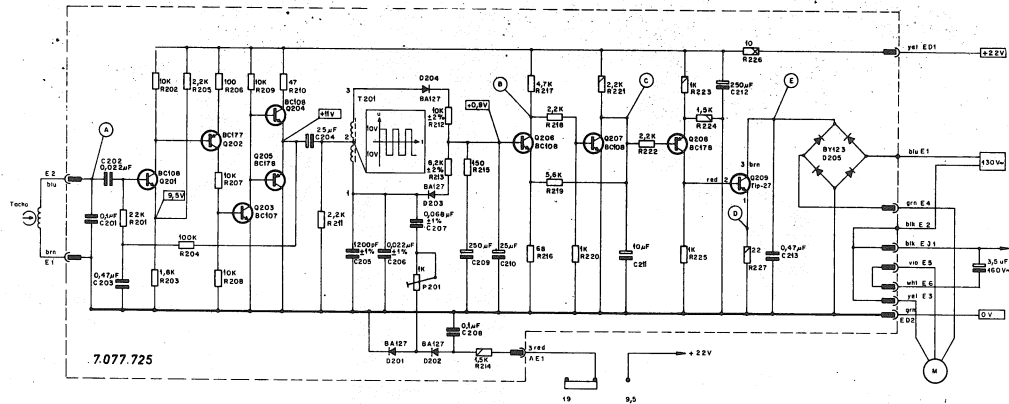 10
R226
yel ED1
+22V
10K
R202
2,2K
R205
100
R206
10K
R209
47
R210
BC108
Q204
+11V
25µF
C204
D204
BA127
3
T201
2
1
u
10V
10V
t
10K
±2%
R212
6,2K
±2%
R213
BA127
D203
+0,8V
150
R215
B
4,7K
R217
2,2K
R218
Q206
BC108
5,6K
R219
2,2K
R221
C
Q207
BC108
2,2K
R222
1K
R223
1,5K
R224
Q208
BC178
250µF
C212
E
3
brn
red
2
Q209
Tip-27
1
D
BY123
D205
blu E1
130V~
grn E4
blk E2
blk EJ1
vio E5
wht E6
yel E3
grn
ED2
0V
3,5uF
160V~
M
A
E2
blu
Tacho
brn
E1
C202
0,022µF
BC108
Q201
9,5V
BC177
Q202
Q205
BC178
10K
R207
Q203
BC107
0,1µF
C201
22K
R201
100K
R204
0,47µF
C203
1,8K
R203
10K
R208
2,2K
R211
1200pF
±1%
C205
0,022µF
±1%
C206
0,068µF
±1%
C207
1K
P201
250µF
C209
25µF
C210
68
R216
1K
R220
10µF
C211
1K
R225
22
R227
0,47µF
C213
0,1µF
C208
BA127
D201
BA127
D202
1,5K
R214
3 red
AE1
+22V
19
9,5
7.077.725